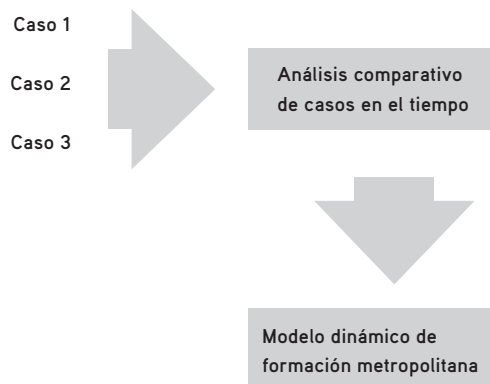 Caso 1
Caso 2
Caso 3
Análisis comparativo
de casos en el tiempo
Modelo dinámico de
formación metropolitana